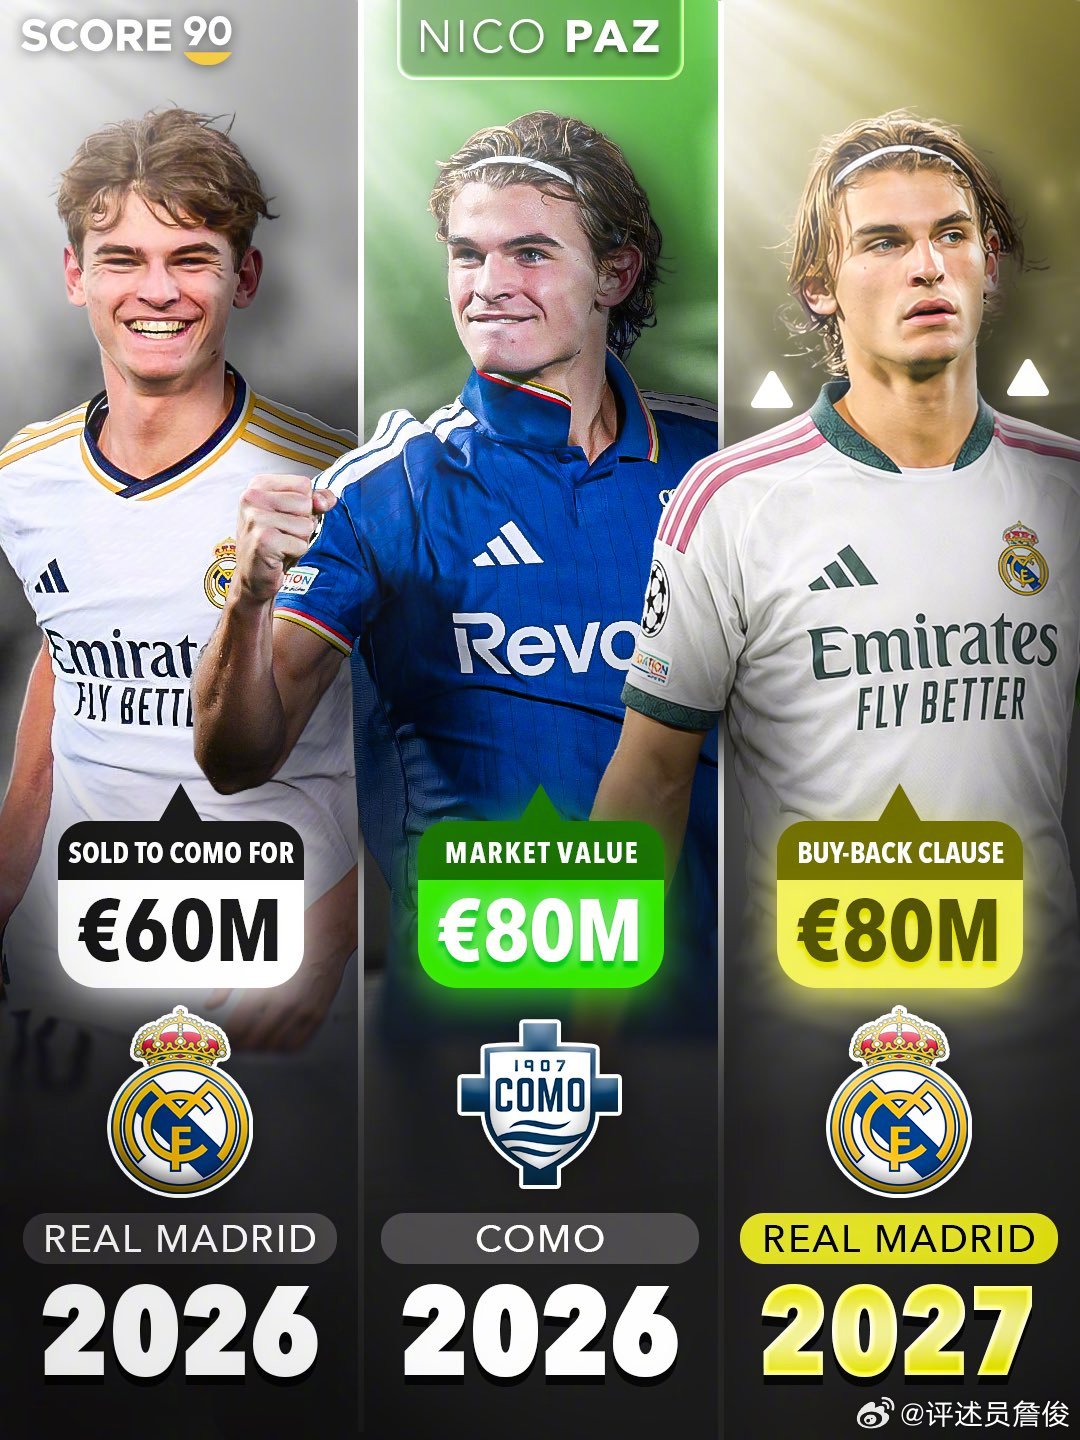 SCORE 90
NICO PAZ
Emirat
FLY BETT
Revo
Emirates
FLY BETTER
SOLD TO COMO FOR
€60M
MARKET VALUE
€80M
BUY-BACK CLAUSE
€80M
1907
COMO
REAL MADRID
2026
COMO
2026
REAL MADRID
2027
@评述员詹俊